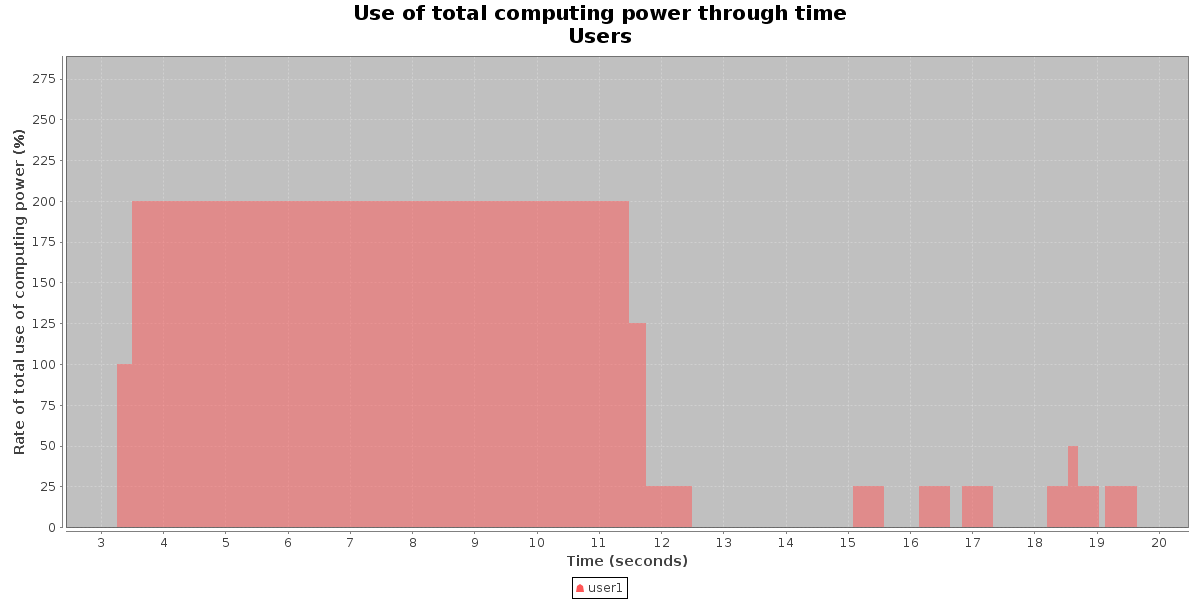 Use of total computing power through time
Users
Rate of total use of computing power (%)
275
250
225
200
175
150
125
100
75
50
25
0
3 4 5 6 7 8 9 10 11 12 13 14 15 16 17 18 19 20
Time (seconds)
user1